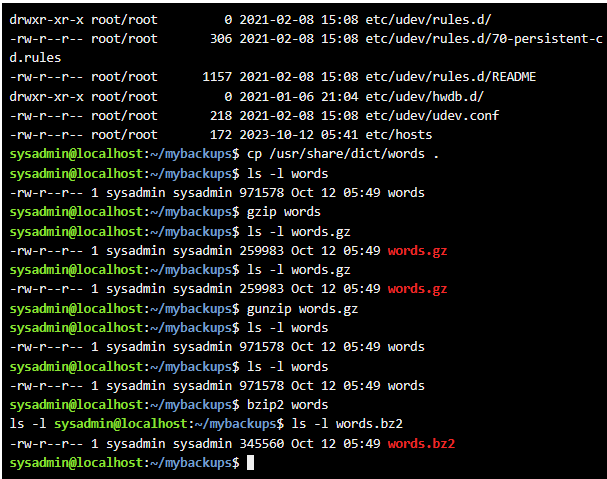 drwxr-xr-x root/root         0 2021-02-08 15:08 etc/udev/rules.d/
-rw-r--r-- root/root       306 2021-02-08 15:08 etc/udev/rules.d/70-persistent-c
d.rules
-rw-r--r-- root/root      1157 2021-02-08 15:08 etc/udev/rules.d/README
drwxr-xr-x root/root         0 2021-01-06 21:04 etc/udev/hwdb.d/
-rw-r--r-- root/root       218 2021-02-08 15:08 etc/udev/udev.conf
-rw-r--r-- root/root       172 2023-10-12 05:41 etc/hosts
sysadmin@localhost:~/mybackups$ cp /usr/share/dict/words .
sysadmin@localhost:~/mybackups$ ls -l words
-rw-r--r-- 1 sysadmin sysadmin 971578 Oct 12 05:49 words
sysadmin@localhost:~/mybackups$ gzip words
sysadmin@localhost:~/mybackups$ ls -l words.gz
-rw-r--r-- 1 sysadmin sysadmin 259983 Oct 12 05:49 words.gz
sysadmin@localhost:~/mybackups$ ls -l words.gz
-rw-r--r-- 1 sysadmin sysadmin 259983 Oct 12 05:49 words.gz
sysadmin@localhost:~/mybackups$ gunzip words.gz
sysadmin@localhost:~/mybackups$ ls -l words
-rw-r--r-- 1 sysadmin sysadmin 971578 Oct 12 05:49 words
sysadmin@localhost:~/mybackups$ ls -l words
-rw-r--r-- 1 sysadmin sysadmin 971578 Oct 12 05:49 words
sysadmin@localhost:~/mybackups$ bzip2 words
ls -l sysadmin@localhost:~/mybackups$ ls -l words.bz2
-rw-r--r-- 1 sysadmin sysadmin 345560 Oct 12 05:49 words.bz2
sysadmin@localhost:~/mybackups$